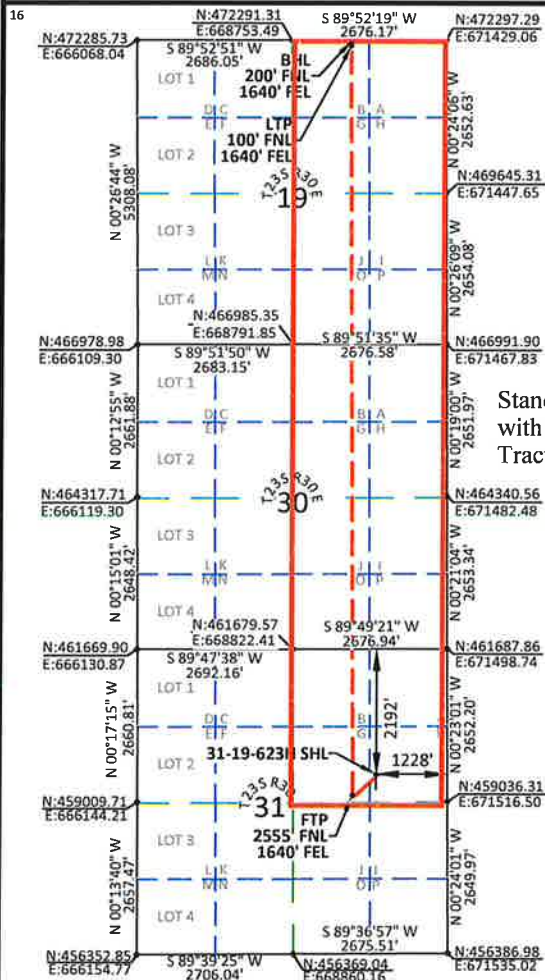 16
N:472291.31
E:668753.49
S 89°52'19" W
2676.17'
N:472297.29
E:671429.06
N:472285.73
E:666068.04
S 89°52'51" W
2686.05'
BHL
200' FNL
1640' FEL
LOT 1
D C
E F
B A
G H
N 00°24'06" W
2652.63'
LTP
100' FNL
1640' FEL
LOT 2
N 00°26'44" W
5308.08'
T23S R30E
19
N:469645.31
E:671447.65
LOT 3
L K
M N
J I
O P
N 00°26'09" W
2654.08'
LOT 4
N:466985.35
E:668791.85
N:466978.98
E:666109.30
S 89°51'50" W
2683.15'
S 89°51'35" W
2676.58'
N:466991.90
E:671467.83
LOT 1
D C
E F
B A
G H
N 00°12'55" W
2661.88'
N 00°19'00" W
2651.97'
Stand
with
Trac
LOT 2
T23S R30E
30
N:464317.71
E:666119.30
N:464340.56
E:671482.48
LOT 3
L K
M N
J I
O P
N 00°15'01" W
2648.42'
N 00°21'04" W
2653.34'
LOT 4
N:461679.57
E:668822.41
S 89°49'21" W
2676.94'
N:461669.90
E:666130.87
S 89°47'38" W
2692.16'
N:461687.86
E:671498.74
LOT 1
D C
E F
B
G
2192'
N 00°17'15" W
2660.81'
N 00°23'01" W
2652.20'
31-19-623H SHL
1228'
LOT 2
T23S R30
31
N:459009.71
E:666144.21
N:459036.31
E:671516.50
FTP
2555' FNL
1640' FEL
LOT 3
L K
M N
J I
O P
N 00°13'40" W
2657.47'
N 00°24'01" W
2649.97'
LOT 4
N:456352.85
E:666154.77
S 89°39'25" W
2706.04'
S 89°36'57" W
2675.51'
N:456369.04
E:668860.16
N:456386.98
E:671535.02